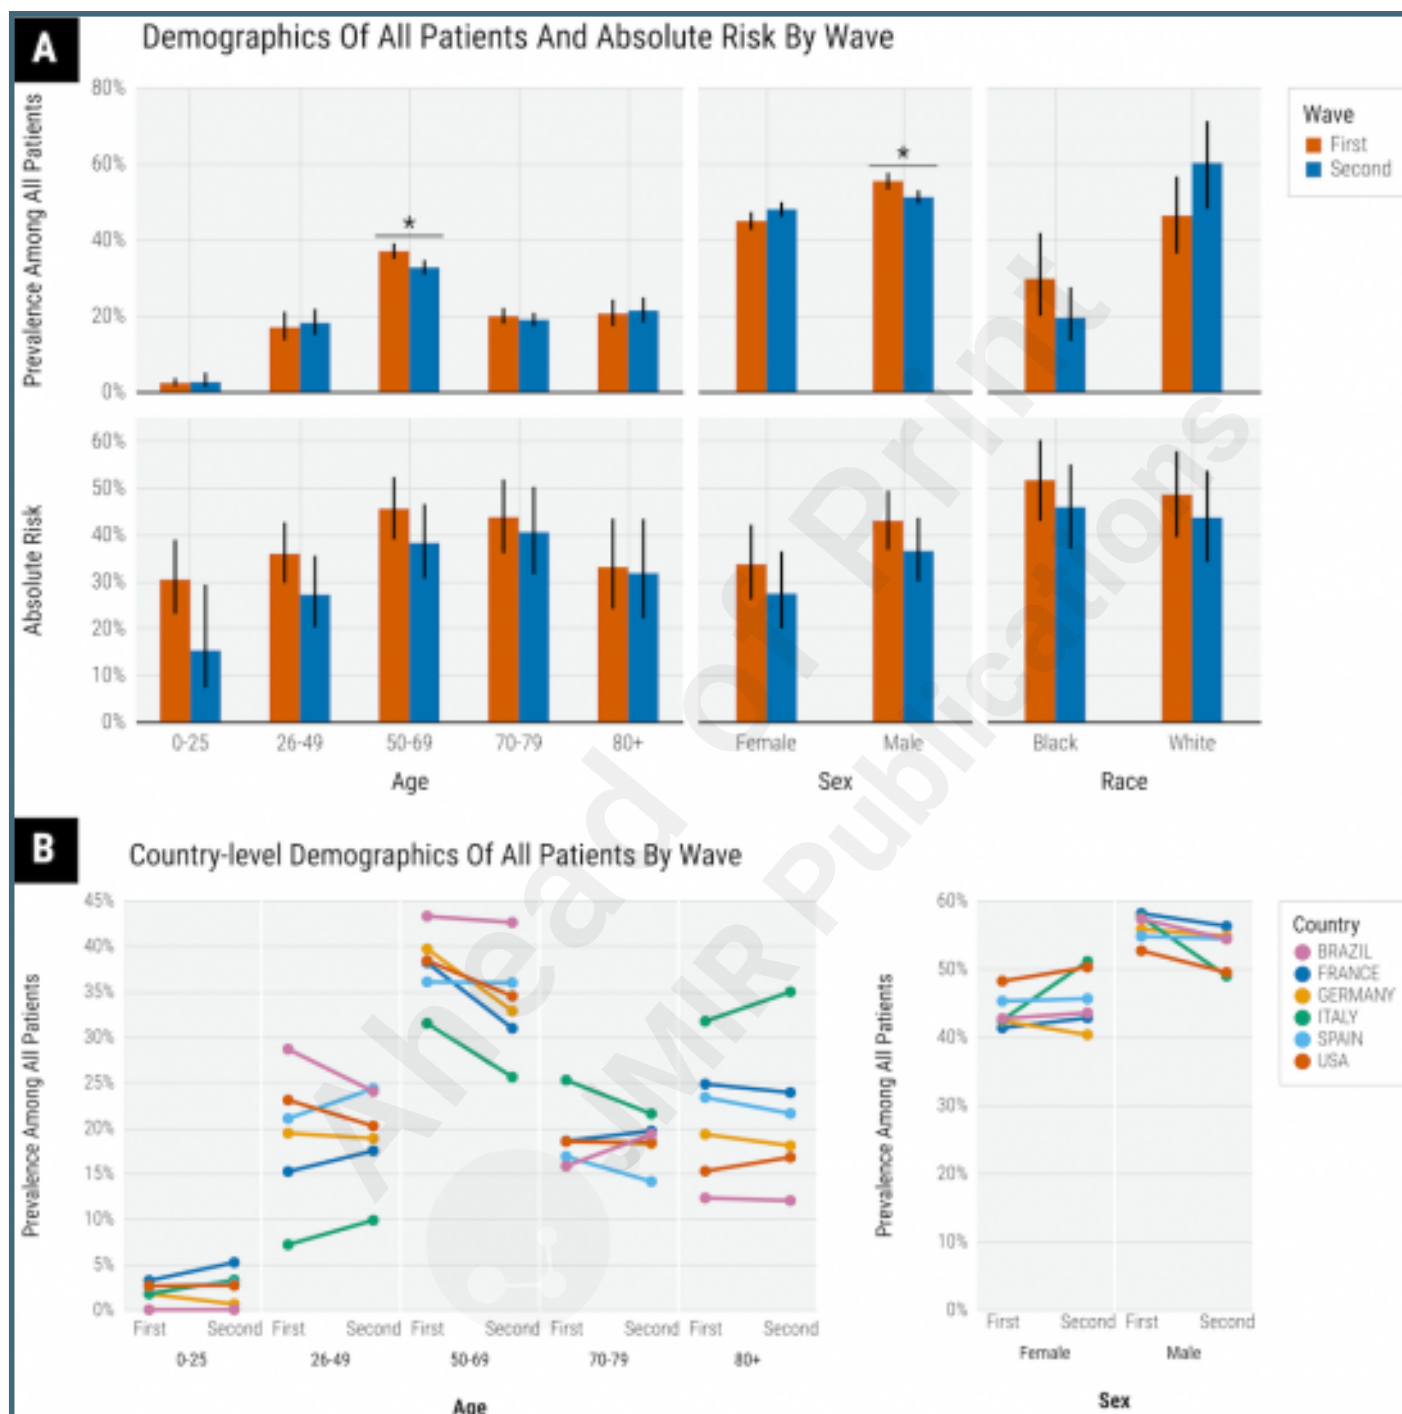 A
Demographics Of All Patients And Absolute Risk By Wave
Prevalence Among All Patients
80%
60%
40%
20%
0%
*
*
Wave
First
Second
Absolute Risk
60%
50%
40%
30%
20%
10%
0%
0-25 26-49 50-69 70-79 80+ Female Male Black White
Age Sex Race
B
Country-level Demographics Of All Patients By Wave
Prevalence Among All Patients
45%
40%
35%
30%
25%
20%
15%
10%
5%
0%
First Second First Second First Second First Second First Second
0-25 26-49 50-69 70-79 80+
Age
Prevalence Among All Patients
60%
50%
40%
30%
20%
10%
0%
First Second First Second
Female Male
Sex
Country
BRAZIL
FRANCE
GERMANY
ITALY
SPAIN
USA
Ahead of Print
JMIR Publications